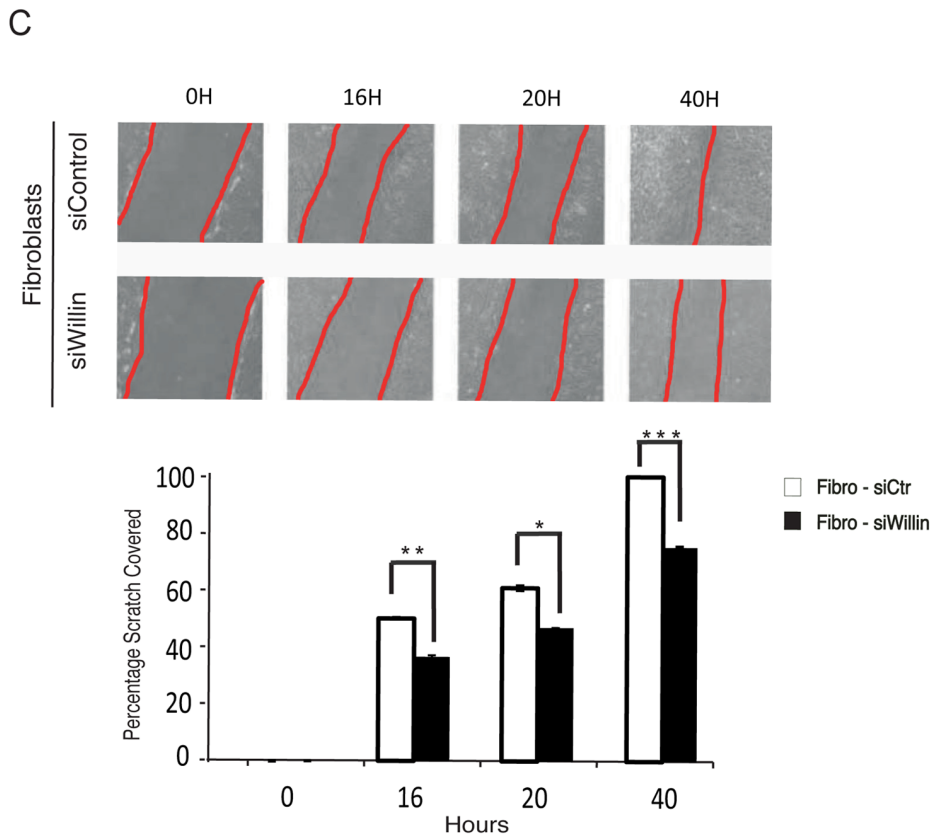 C
0H 16H 20H 40H
Fibroblasts
siControl
siWillin
Percentage Scratch Covered
100
80
60
40
20
0
**
*
***
Fibro - siCtr
Fibro - siWillin
0 16 20 40
Hours